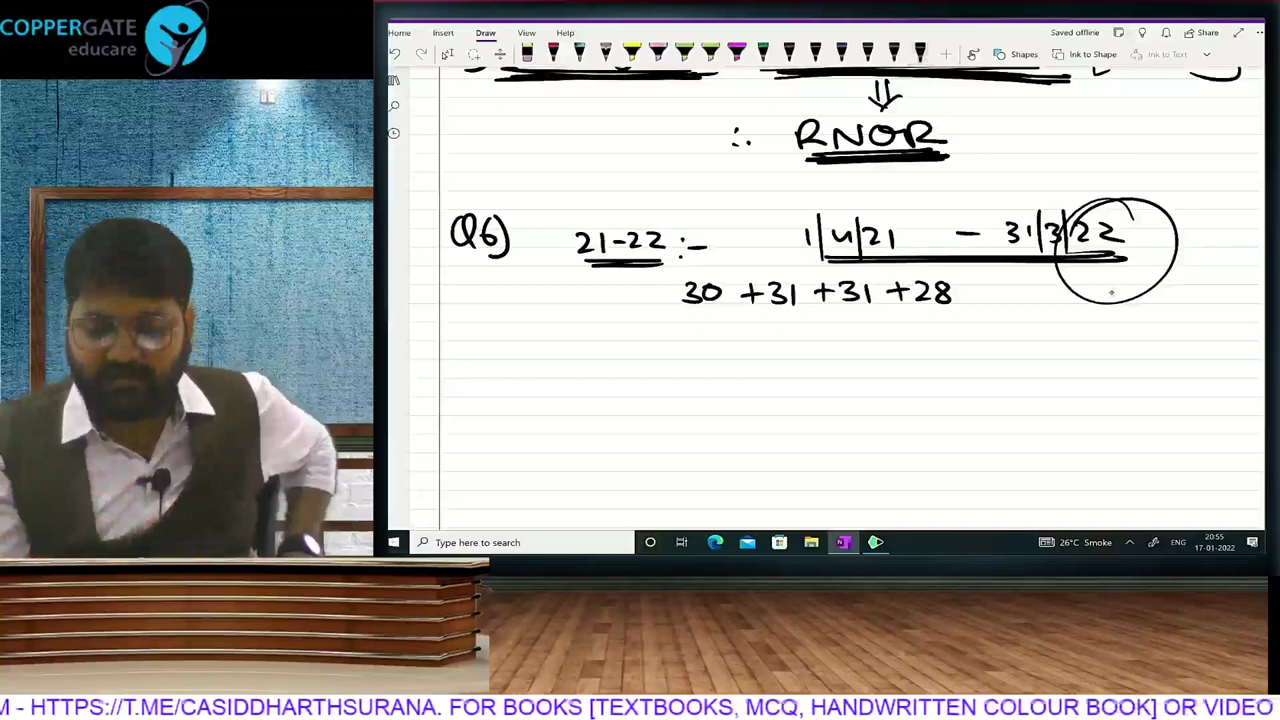 COPPERGATE
educare
Home Insert Draw View Help
Saved offline
Share
Shapes
Ink to Shape
Ink to Text
∴ RNOR
Q6) 21-22 :- 1|4|21 - 31|3|22
30 +31 +31 +28
Type here to search
26°C Smoke
ENG
20:55
17-01-2022
M - HTTPS://T.ME/CASIDDHARTHSURANA. FOR BOOKS [TEXTBOOKS, MCQ, HANDWRITTEN COLOUR BOOK] OR VIDEO